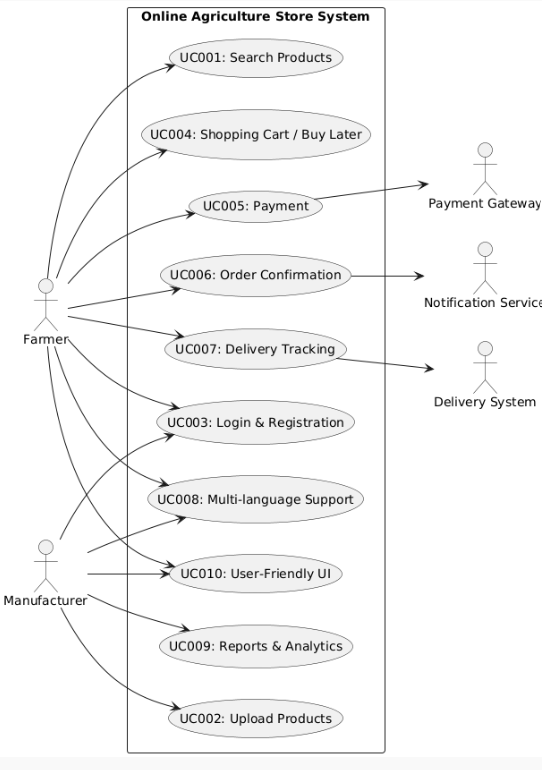 Online Agriculture Store System
UC001: Search Products
UC004: Shopping Cart / Buy Later
UC005: Payment
Payment Gateway
UC006: Order Confirmation
Notification Service
Farmer
UC007: Delivery Tracking
Delivery System
UC003: Login & Registration
UC008: Multi-language Support
UC010: User-Friendly UI
Manufacturer
UC009: Reports & Analytics
UC002: Upload Products